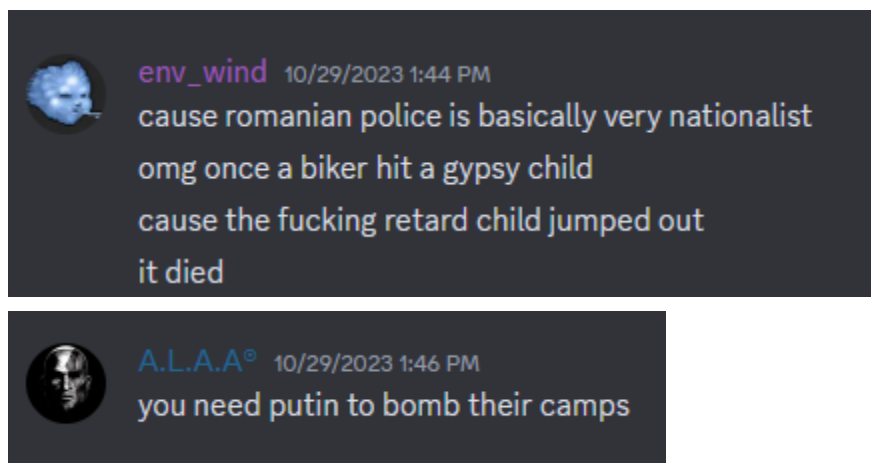 env_wind 10/29/2023 1:44 PM
cause romanian police is basically very nationalist
omg once a biker hit a gypsy child
cause the fucking retard child jumped out
it died
A.L.A.A® 10/29/2023 1:46 PM
you need putin to bomb their camps